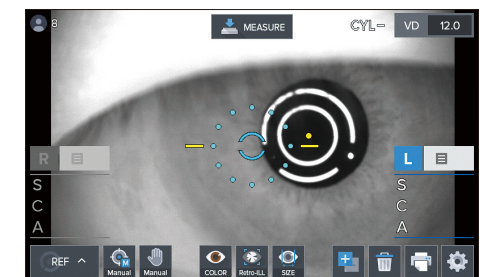 8
MEASURE
CYL−
VD 12.0
R
L
S
C
A
S
C
A
REF
M
Manual
Manual
COLOR
Retro-ILL
SIZE